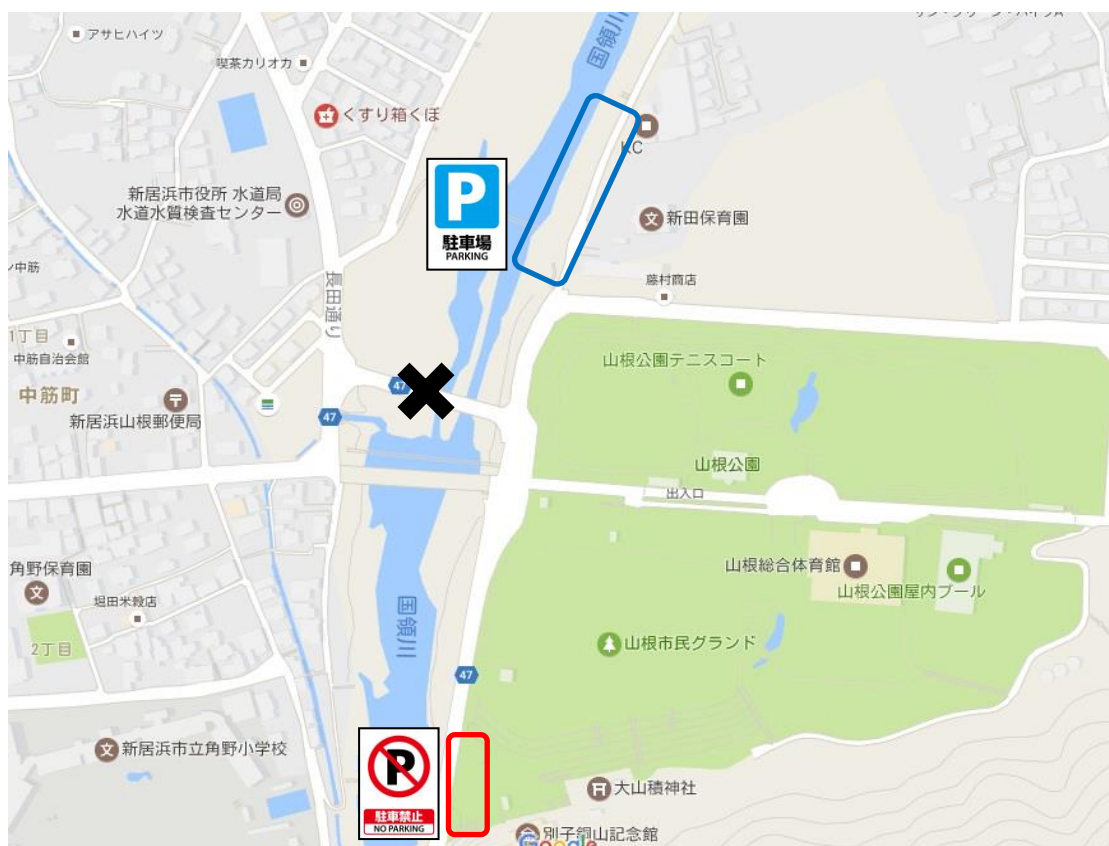 アサヒハイツ
喫茶カリオカ
国領川
くすり箱くぼ
KC
新居浜市役所 水道局
水道水質検査センター
P
駐車場
PARKING
新田保育園
ン中筋
長田通り
藤村商店
1丁目
中筋自治会館
中筋町
新居浜山根郵便局
47
47
山根公園テニスコート
山根公園
出入口
角野保育園
堀田米穀店
2丁目
国領川
山根総合体育館
山根公園屋内プール
山根市民グランド
47
新居浜市立角野小学校
P
駐車禁止
NO PARKING
大山積神社
別子銅山記念館
Google